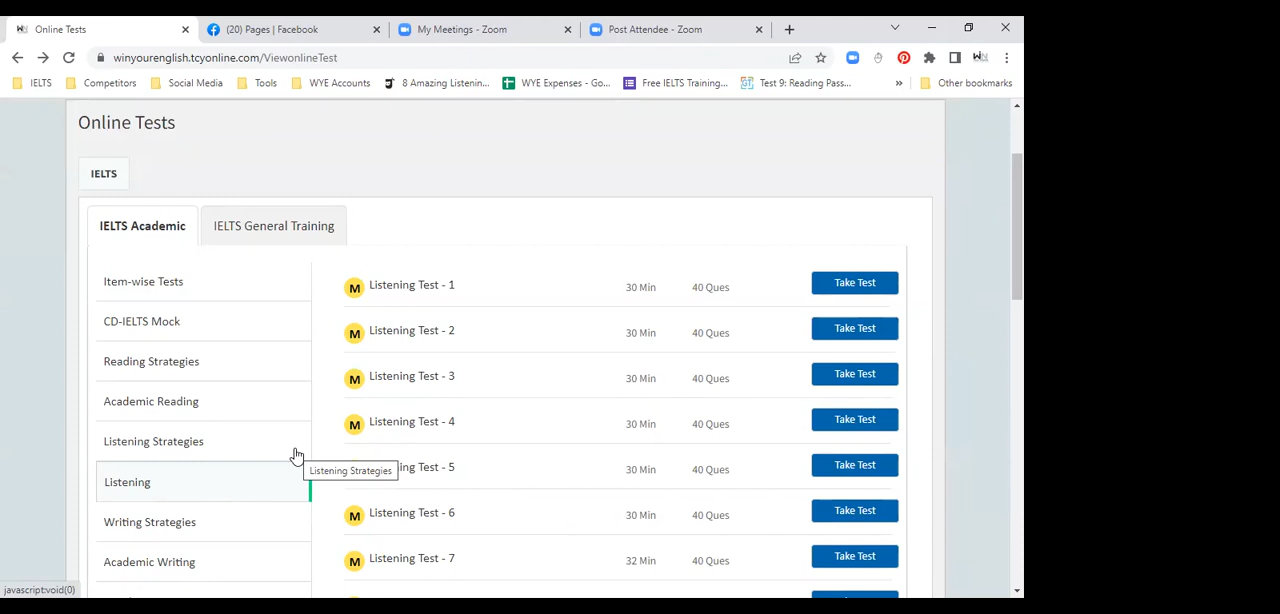 Online Tests
(20) Pages | Facebook
My Meetings - Zoom
Post Attendee - Zoom
winyourenglish.tcyonline.com/ViewonlineTest
IELTS
Competitors
Social Media
Tools
WYE Accounts
8 Amazing Listenin...
WYE Expenses - Go...
Free IELTS Training...
Test 9: Reading Pass...
»
Other bookmarks
Online Tests
IELTS
IELTS Academic
IELTS General Training
Item-wise Tests
CD-IELTS Mock
Reading Strategies
Academic Reading
Listening Strategies
Listening
Writing Strategies
Academic Writing
M Listening Test - 1 30 Min 40 Ques Take Test
M Listening Test - 2 30 Min 40 Ques Take Test
M Listening Test - 3 30 Min 40 Ques Take Test
M Listening Test - 4 30 Min 40 Ques Take Test
ing Test - 5 30 Min 40 Ques Take Test
M Listening Test - 6 30 Min 40 Ques Take Test
M Listening Test - 7 32 Min 40 Ques Take Test
Listening Strategies
javascript:void(0)